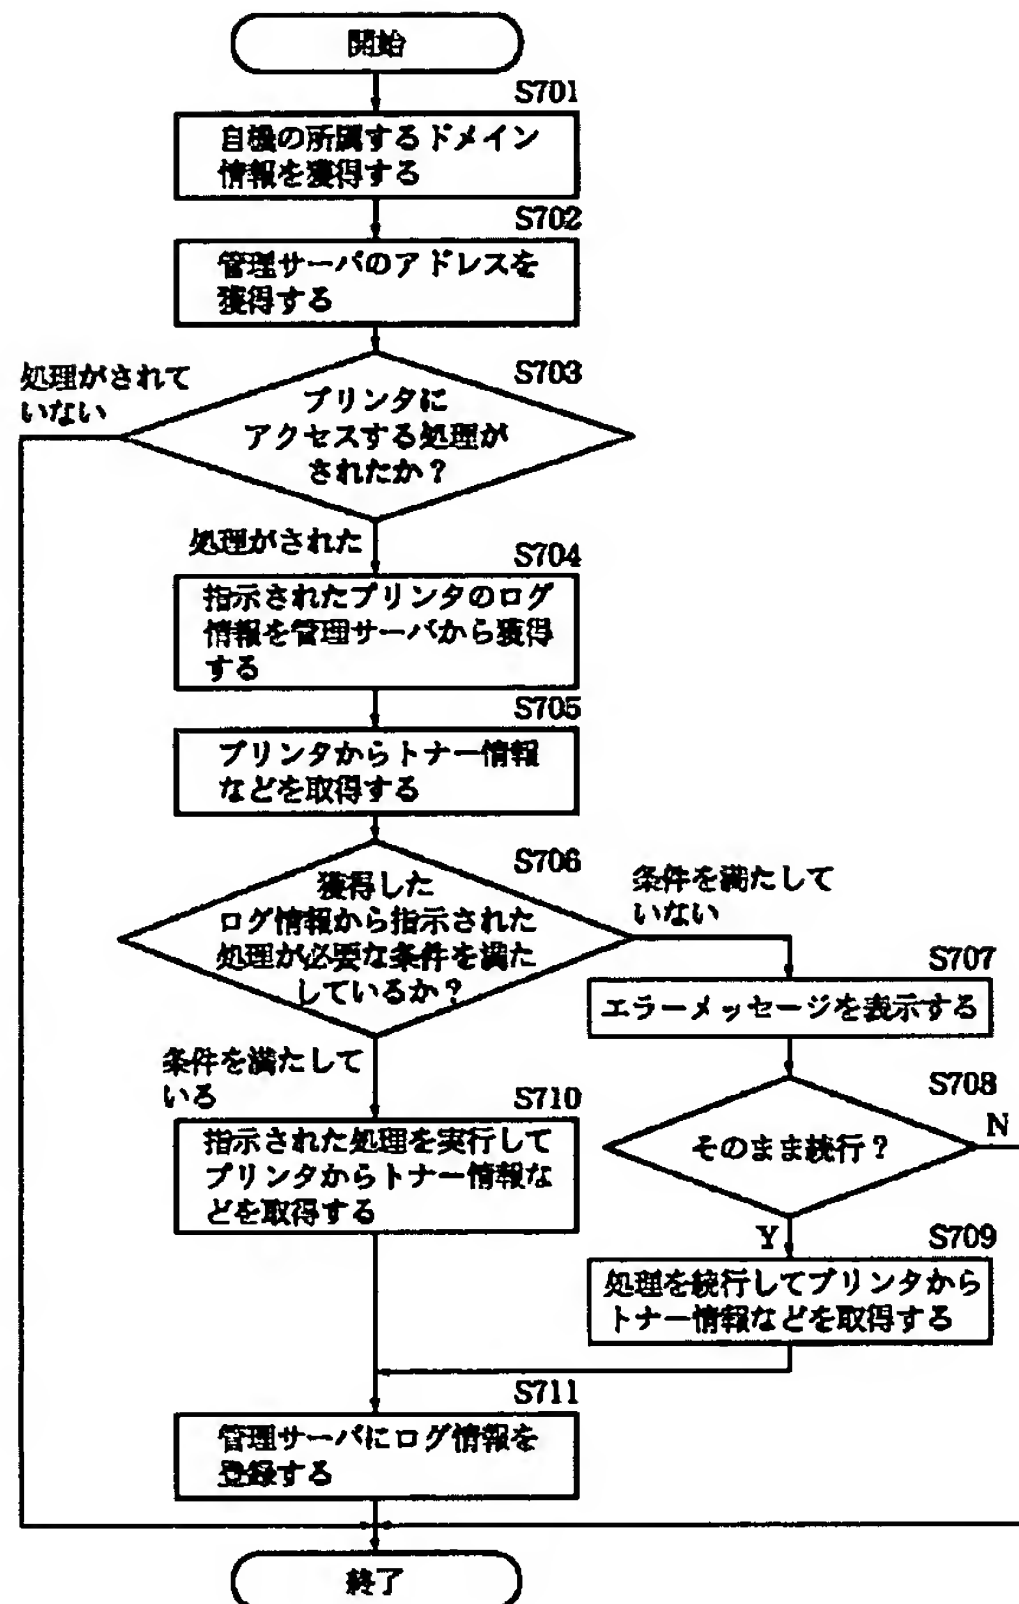 開始
S701
自機の所属するドメイン
情報を獲得する
S702
管理サーバのアドレスを
獲得する
S703
処理がされて
いない
プリンタに
アクセスする処理が
されたか？
処理がされた
S704
指示されたプリンタのログ
情報を管理サーバから獲得
する
S705
プリンタからトナー情報
などを取得する
S706
獲得した
ログ情報から指示された
処理が必要な条件を満た
しているか？
条件を満たして
いない
S707
エラーメッセージを表示する
S708
そのまま続行？
N
Y
条件を満たして
いる
S710
指示された処理を実行して
プリンタからトナー情報な
どを取得する
S709
処理を続行してプリンタから
トナー情報などを取得する
S711
管理サーバにログ情報を
登録する
終了